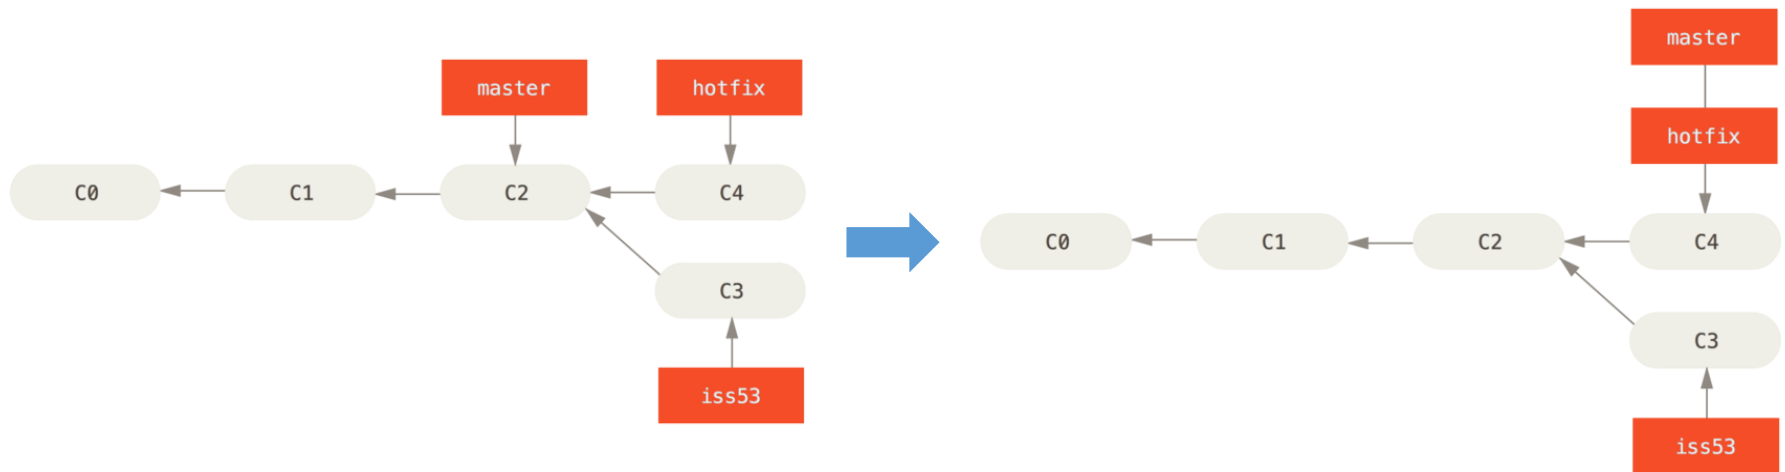 master
hotfix
C0
C1
C2
C4
C3
iss53
master
hotfix
C0
C1
C2
C4
C3
iss53